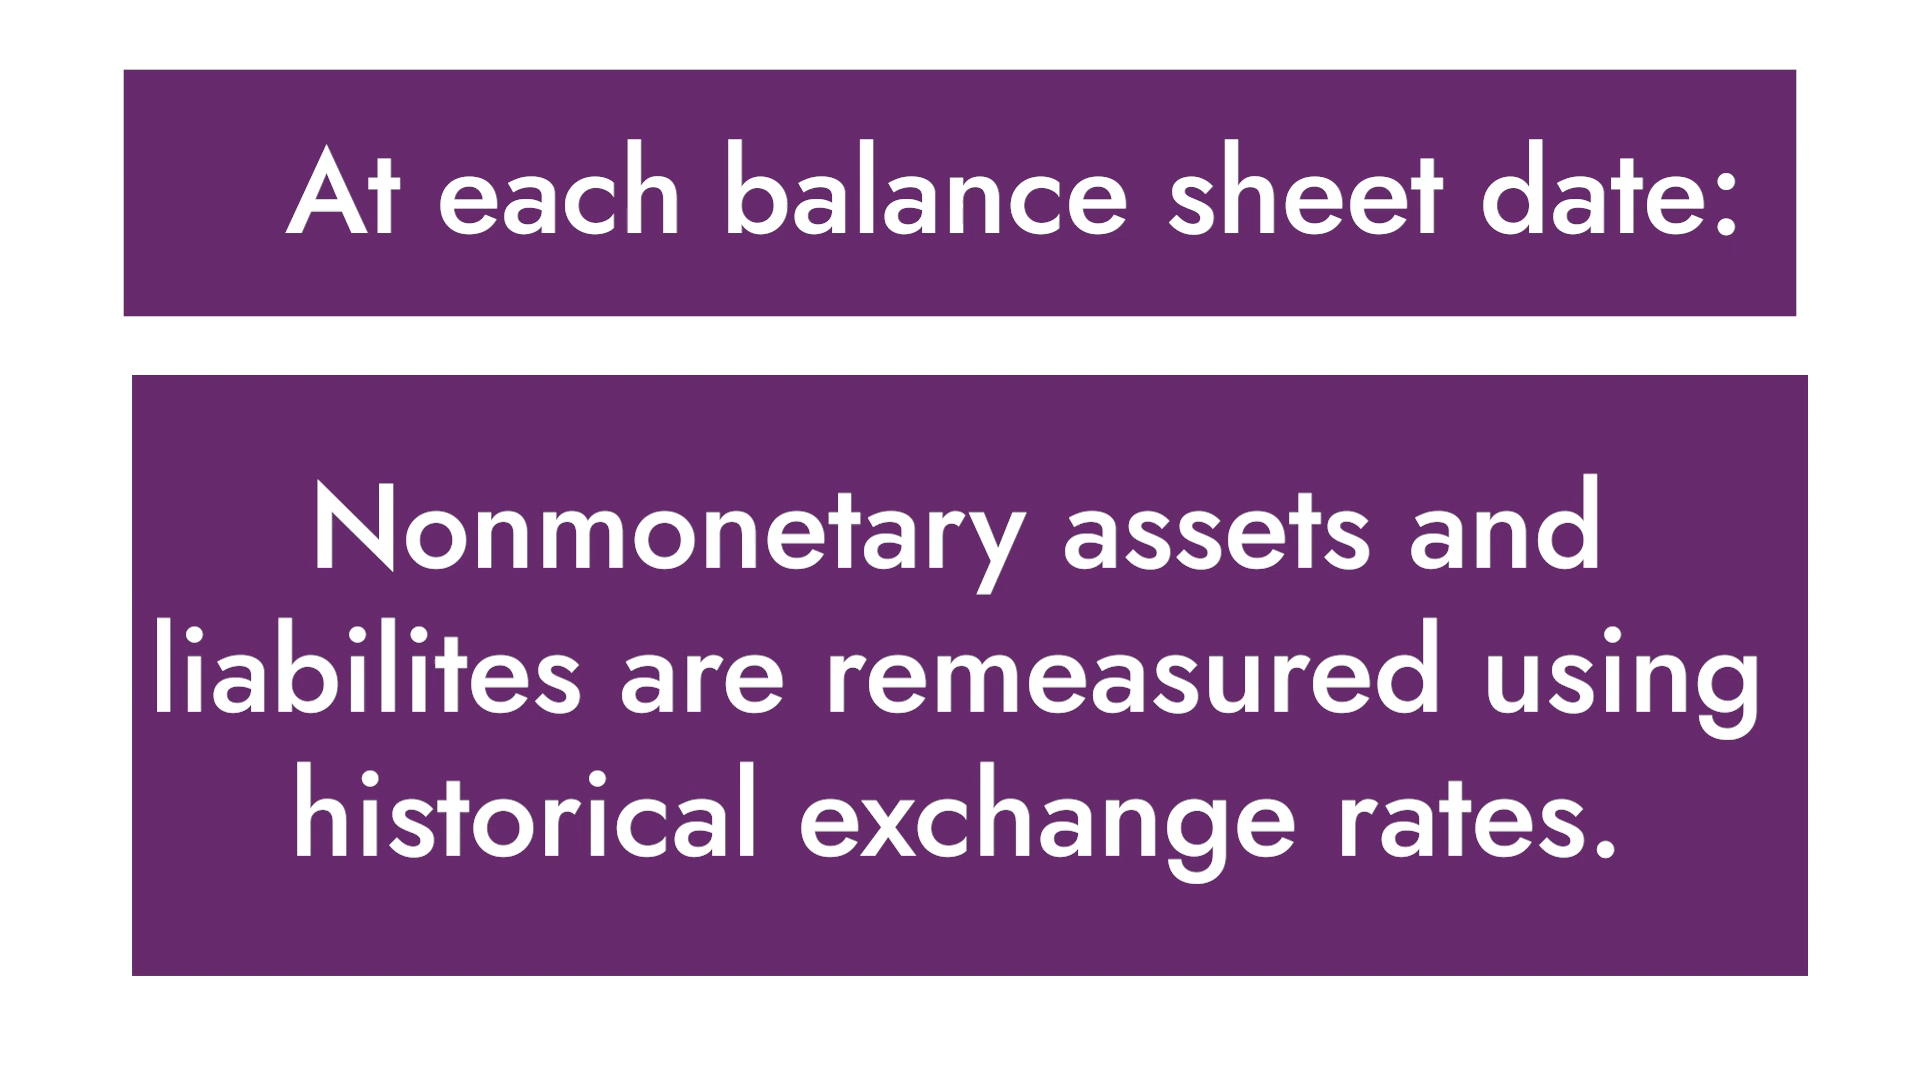 At each balance sheet date:
Nonmonetary assets and
liabilites are remeasured using
historical exchange rates.